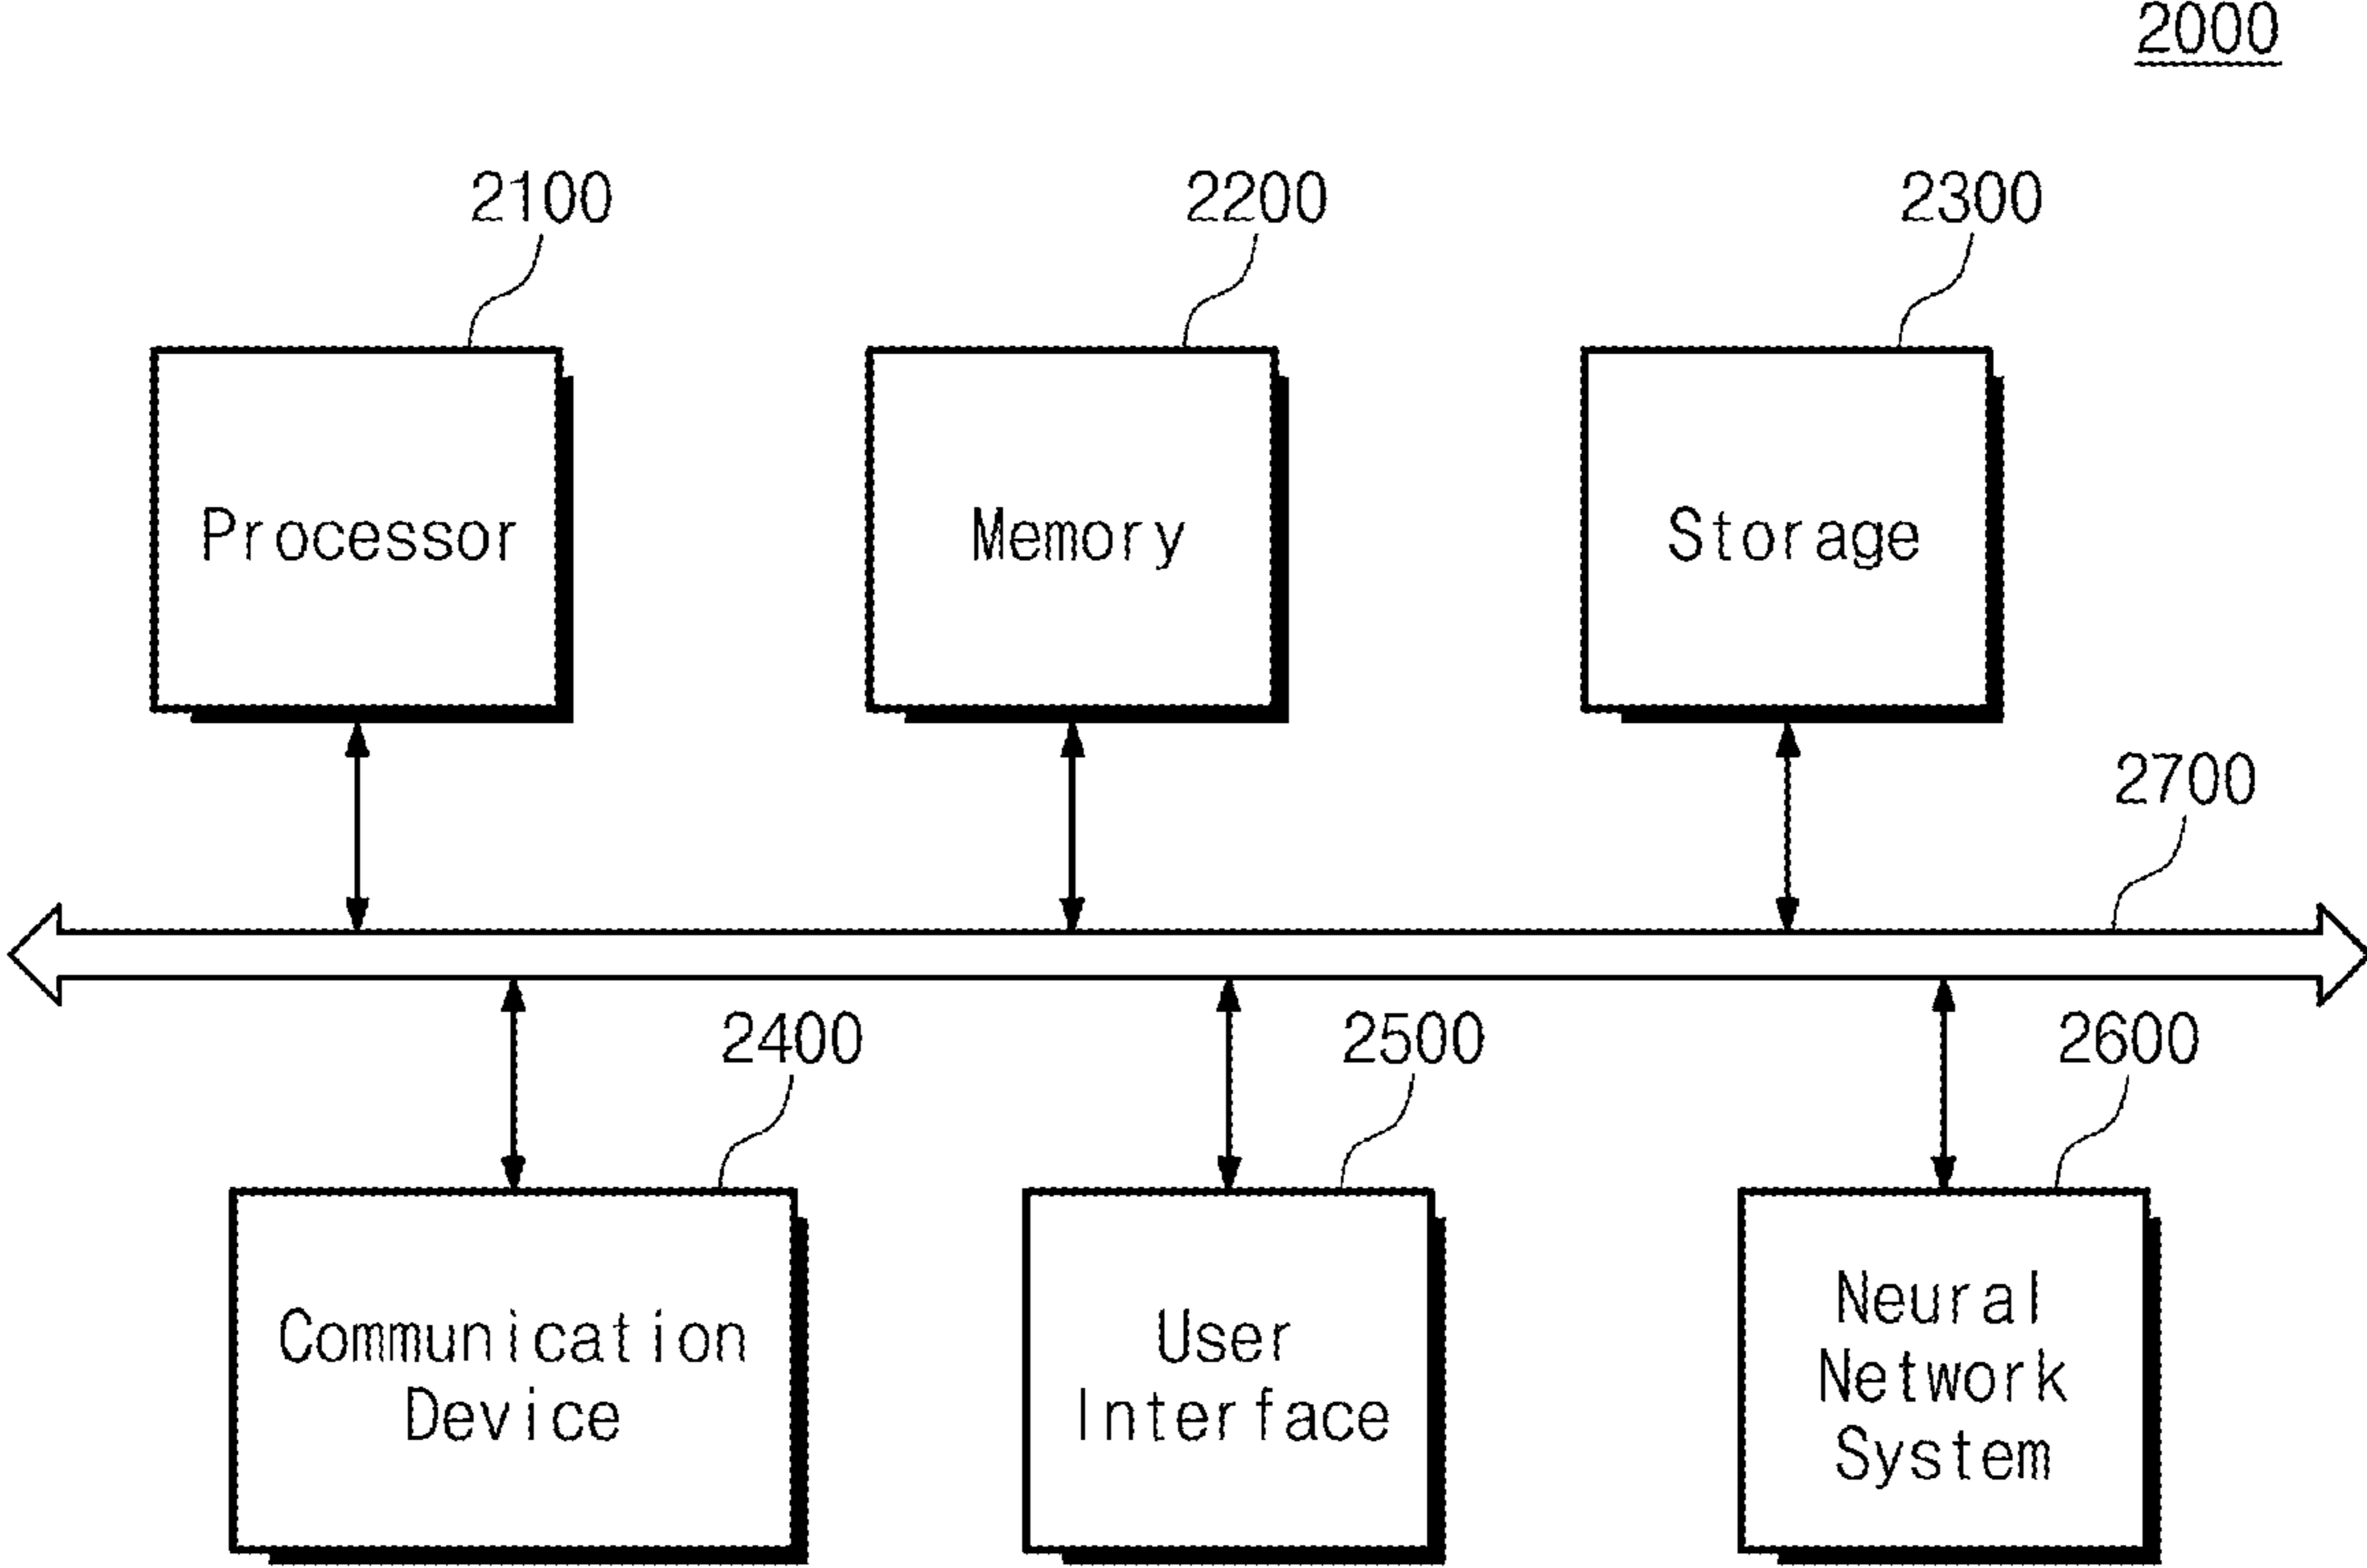 2000
2100
2200
2300
Processor
Memory
Storage
2700
2400
2500
2600
Communication
Device
User
Interface
Neural
Network
System